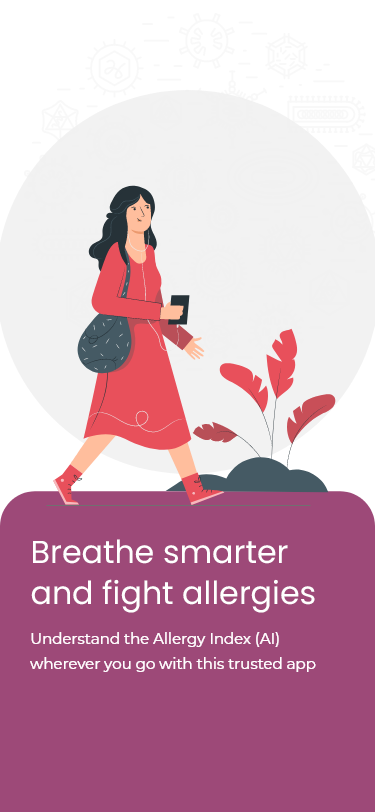 Breathe smarter
and fight allergies
Understand the Allergy Index (AI)
wherever you go with this trusted app